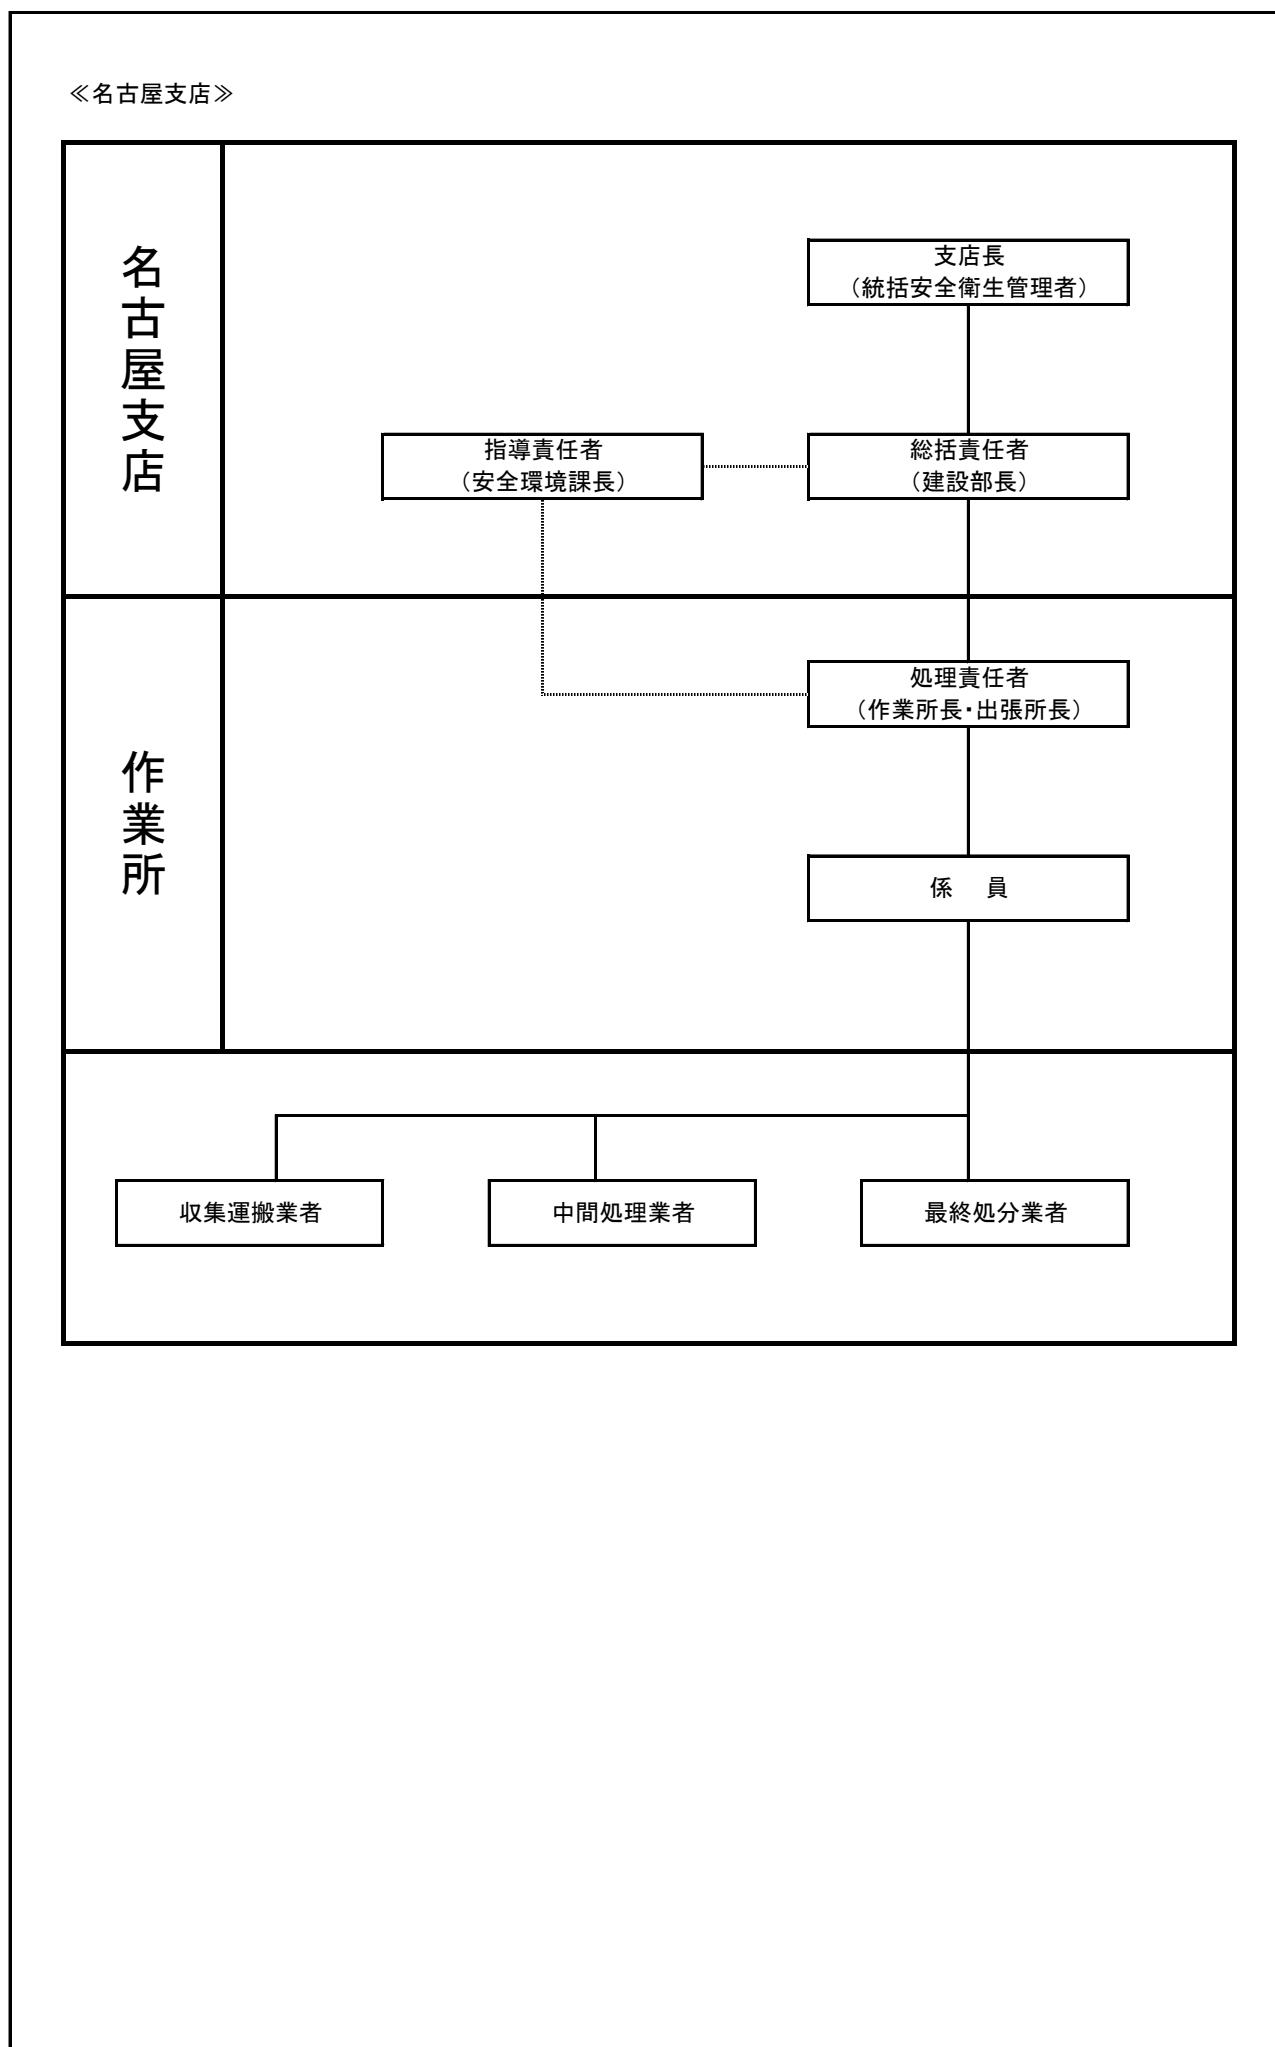 ≪名古屋支店≫
名古屋支店
支店長
（統括安全衛生管理者）
指導責任者
（安全環境課長）
総括責任者
（建設部長）
作業所
処理責任者
（作業所長・出張所長）
係　員
収集運搬業者
中間処理業者
最終処分業者